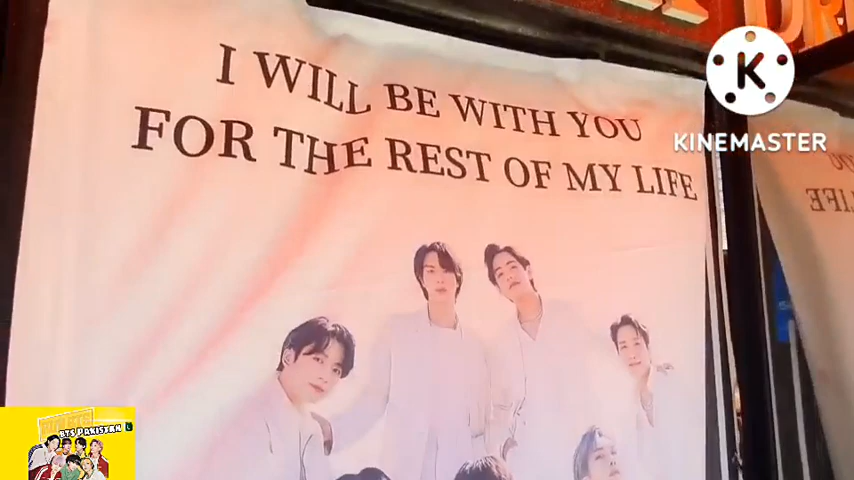 I WILL BE WITH YOU
FOR THE REST OF MY LIFE
KINEMASTER
BTS PAKISTAN